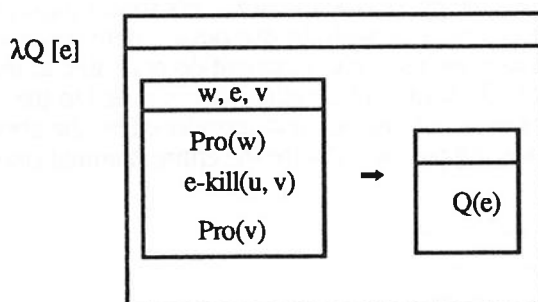 λQ [e]
w, e, v
Pro(w)
e-kill(u, v)
Pro(v)
→
Q(e)